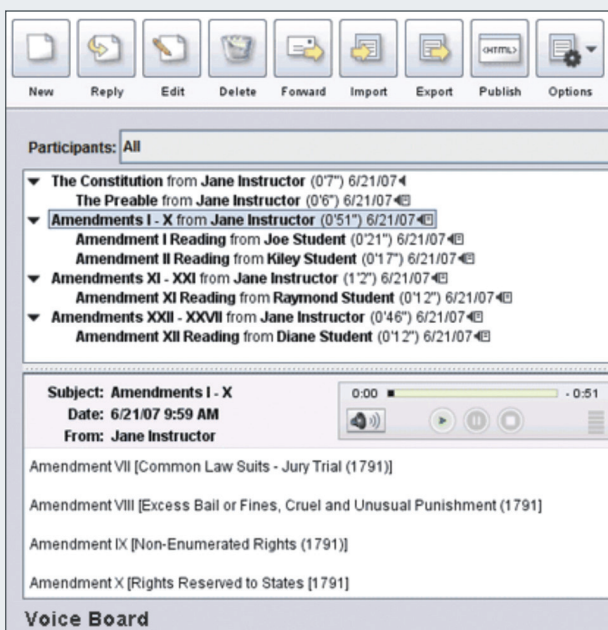 <HTML>
New Reply Edit Delete Forward Import Export Publish Options
Participants: All
The Constitution from Jane Instructor (0'7") 6/21/07
The Preable from Jane Instructor (0'6") 6/21/07
Amendments I - X from Jane Instructor (0'51") 6/21/07
Amendment I Reading from Joe Student (0'21") 6/21/07
Amendment II Reading from Kiley Student (0'17") 6/21/07
Amendments XI - XXI from Jane Instructor (1'2") 6/21/07
Amendment XI Reading from Raymond Student (0'12") 6/21/07
Amendments XXII - XXVII from Jane Instructor (0'46") 6/21/07
Amendment XII Reading from Diane Student (0'12") 6/21/07
Subject: Amendments I - X
Date: 6/21/07 9:59 AM
From: Jane Instructor
0:00 - 0:51
Amendment VII [Common Law Suits - Jury Trial (1791)]
Amendment VIII [Excess Bail or Fines, Cruel and Unusual Punishment (1791]
Amendment IX [Non-Enumerated Rights (1791)]
Amendment X [Rights Reserved to States [1791]
Voice Board